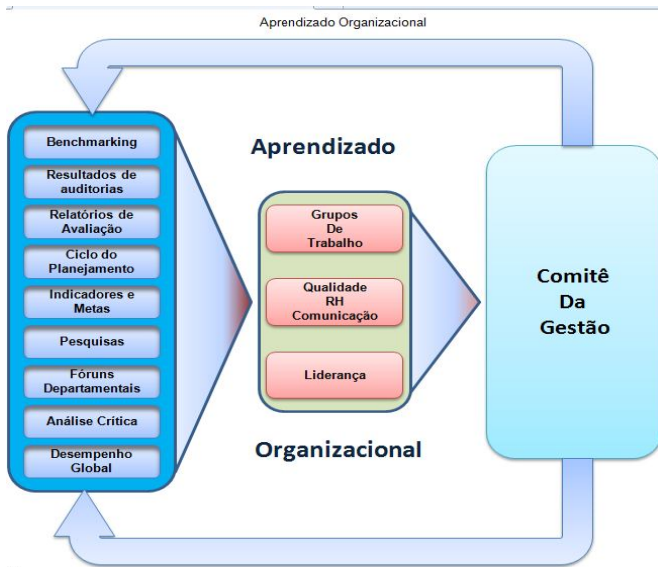 Aprendizado Organizacional
Benchmarking
Resultados de
auditorias
Relatórios de
Avaliação
Ciclo do
Planejamento
Indicadores e
Metas
Pesquisas
Fóruns
Departamentais
Análise Crítica
Desempenho
Global
Aprendizado
Grupos
De
Trabalho
Qualidade
RH
Comunicação
Liderança
Organizacional
Comitê
Da
Gestão